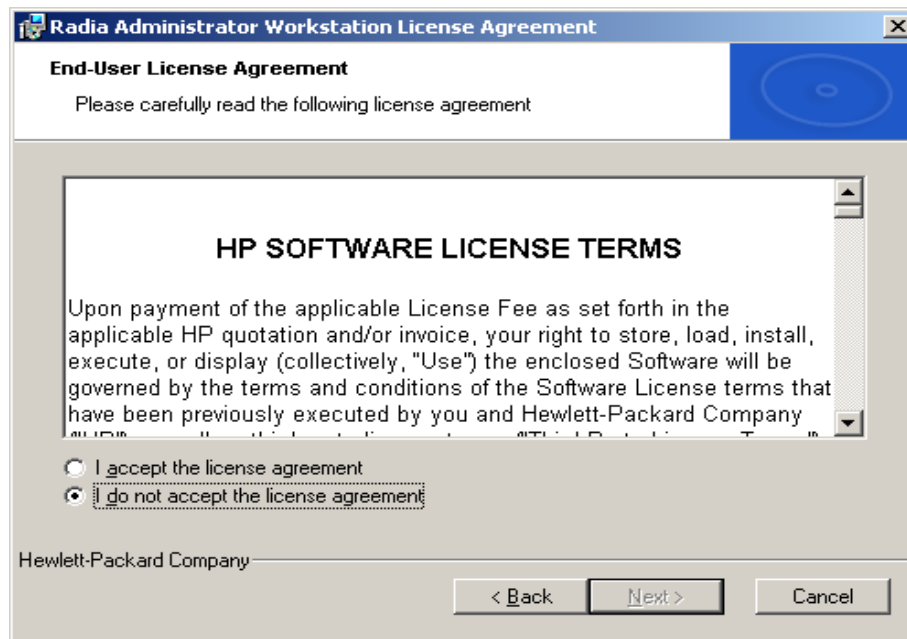 Radia Administrator Workstation License Agreement
End-User License Agreement
Please carefully read the following license agreement
HP SOFTWARE LICENSE TERMS
Upon payment of the applicable License Fee as set forth in the
applicable HP quotation and/or invoice, your right to store, load, install,
execute, or display (collectively, "Use") the enclosed Software will be
governed by the terms and conditions of the Software License terms that
have been previously executed by you and Hewlett-Packard Company
I accept the license agreement
I do not accept the license agreement
Hewlett-Packard Company
< Back
Next >
Cancel